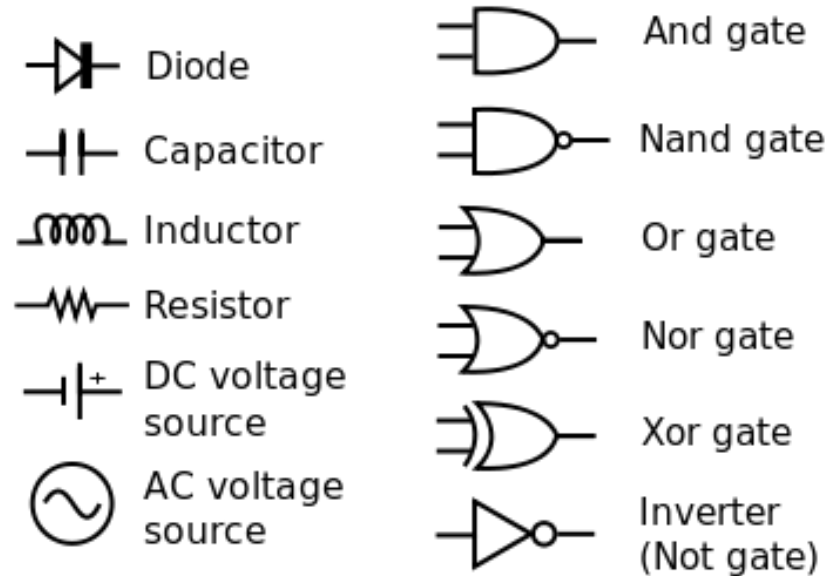 Diode
Capacitor
Inductor
Resistor
+
DC voltage
source
AC voltage
source
And gate
Nand gate
Or gate
Nor gate
Xor gate
Inverter
(Not gate)